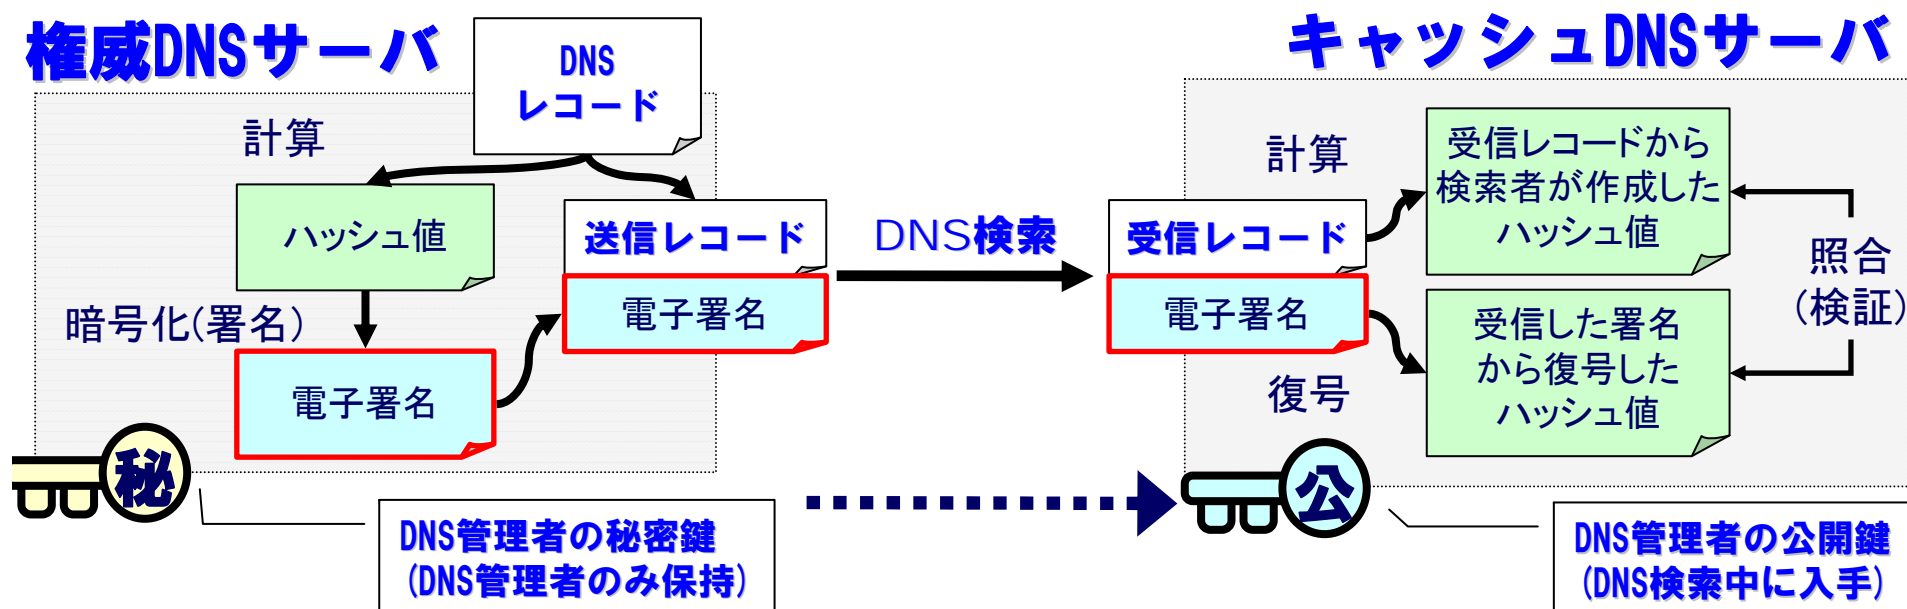 権威DNSサーバ
DNS
レコード
計算
ハッシュ値
送信レコード
電子署名
暗号化(署名)
電子署名
秘
DNS管理者の秘密鍵
(DNS管理者のみ保持)
DNS検索
キャッシュDNSサーバ
計算
受信レコードから
検索者が作成した
ハッシュ値
受信レコード
電子署名
照合
(検証)
復号
受信した署名
から復号した
ハッシュ値
公
DNS管理者の公開鍵
(DNS検索中に入手)